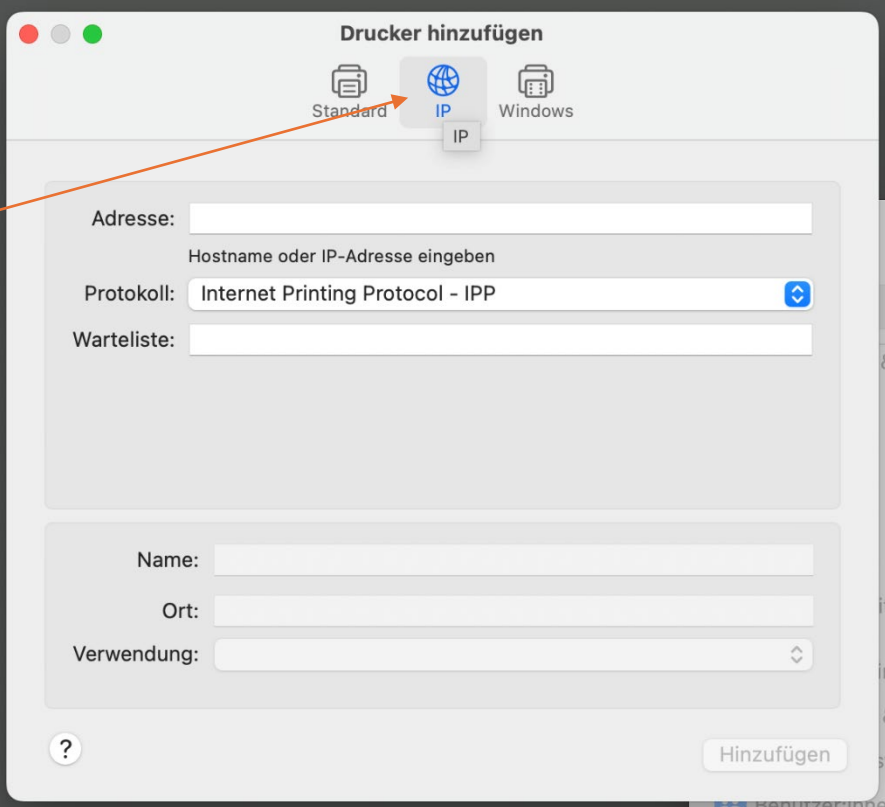 Drucker hinzufügen
Standard IP Windows
IP
Adresse:
Hostname oder IP-Adresse eingeben
Protokoll: Internet Printing Protocol - IPP
Warteliste:
Name:
Ort:
Verwendung:
? Hinzufügen